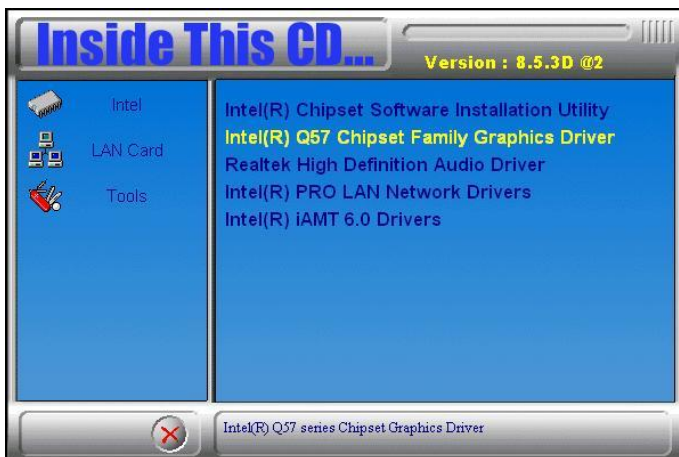 Inside This CD...
Version : 8.5.3D @2
Intel
LAN Card
Tools
Intel(R) Chipset Software Installation Utility
Intel(R) Q57 Chipset Family Graphics Driver
Realtek High Definition Audio Driver
Intel(R) PRO LAN Network Drivers
Intel(R) iAMT 6.0 Drivers
Intel(R) Q57 series Chipset Graphics Driver